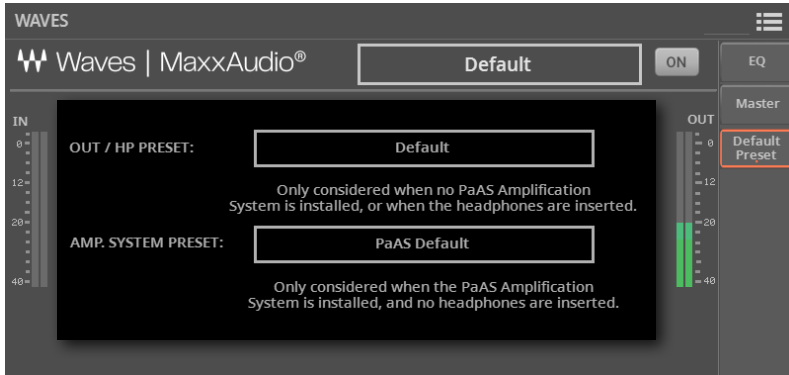 WAVES
Waves | MaxxAudio®
Default
ON
EQ
Master
Default
Preset
IN
0
12
20
40
OUT
0
12
20
40
OUT / HP PRESET:
Default
Only considered when no PaAS Amplification
System is installed, or when the headphones are inserted.
AMP. SYSTEM PRESET:
PaAS Default
Only considered when the PaAS Amplification
System is installed, and no headphones are inserted.